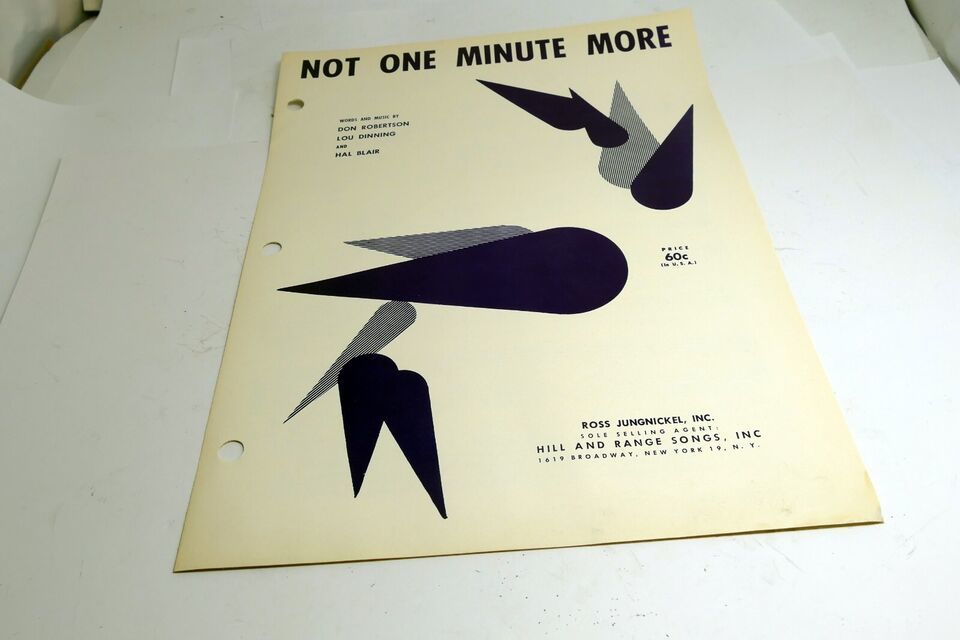 NOT ONE MINUTE MORE
WORDS AND MUSIC BY
DON ROBERTSON
LOU DINNING
AND
HAL BLAIR
PRICE
60c
(In U.S.A.)
ROSS JUNGNICKEL, INC.
SOLE SELLING AGENT:
HILL AND RANGE SONGS, INC
1619 BROADWAY, NEW YORK 19, N. Y.